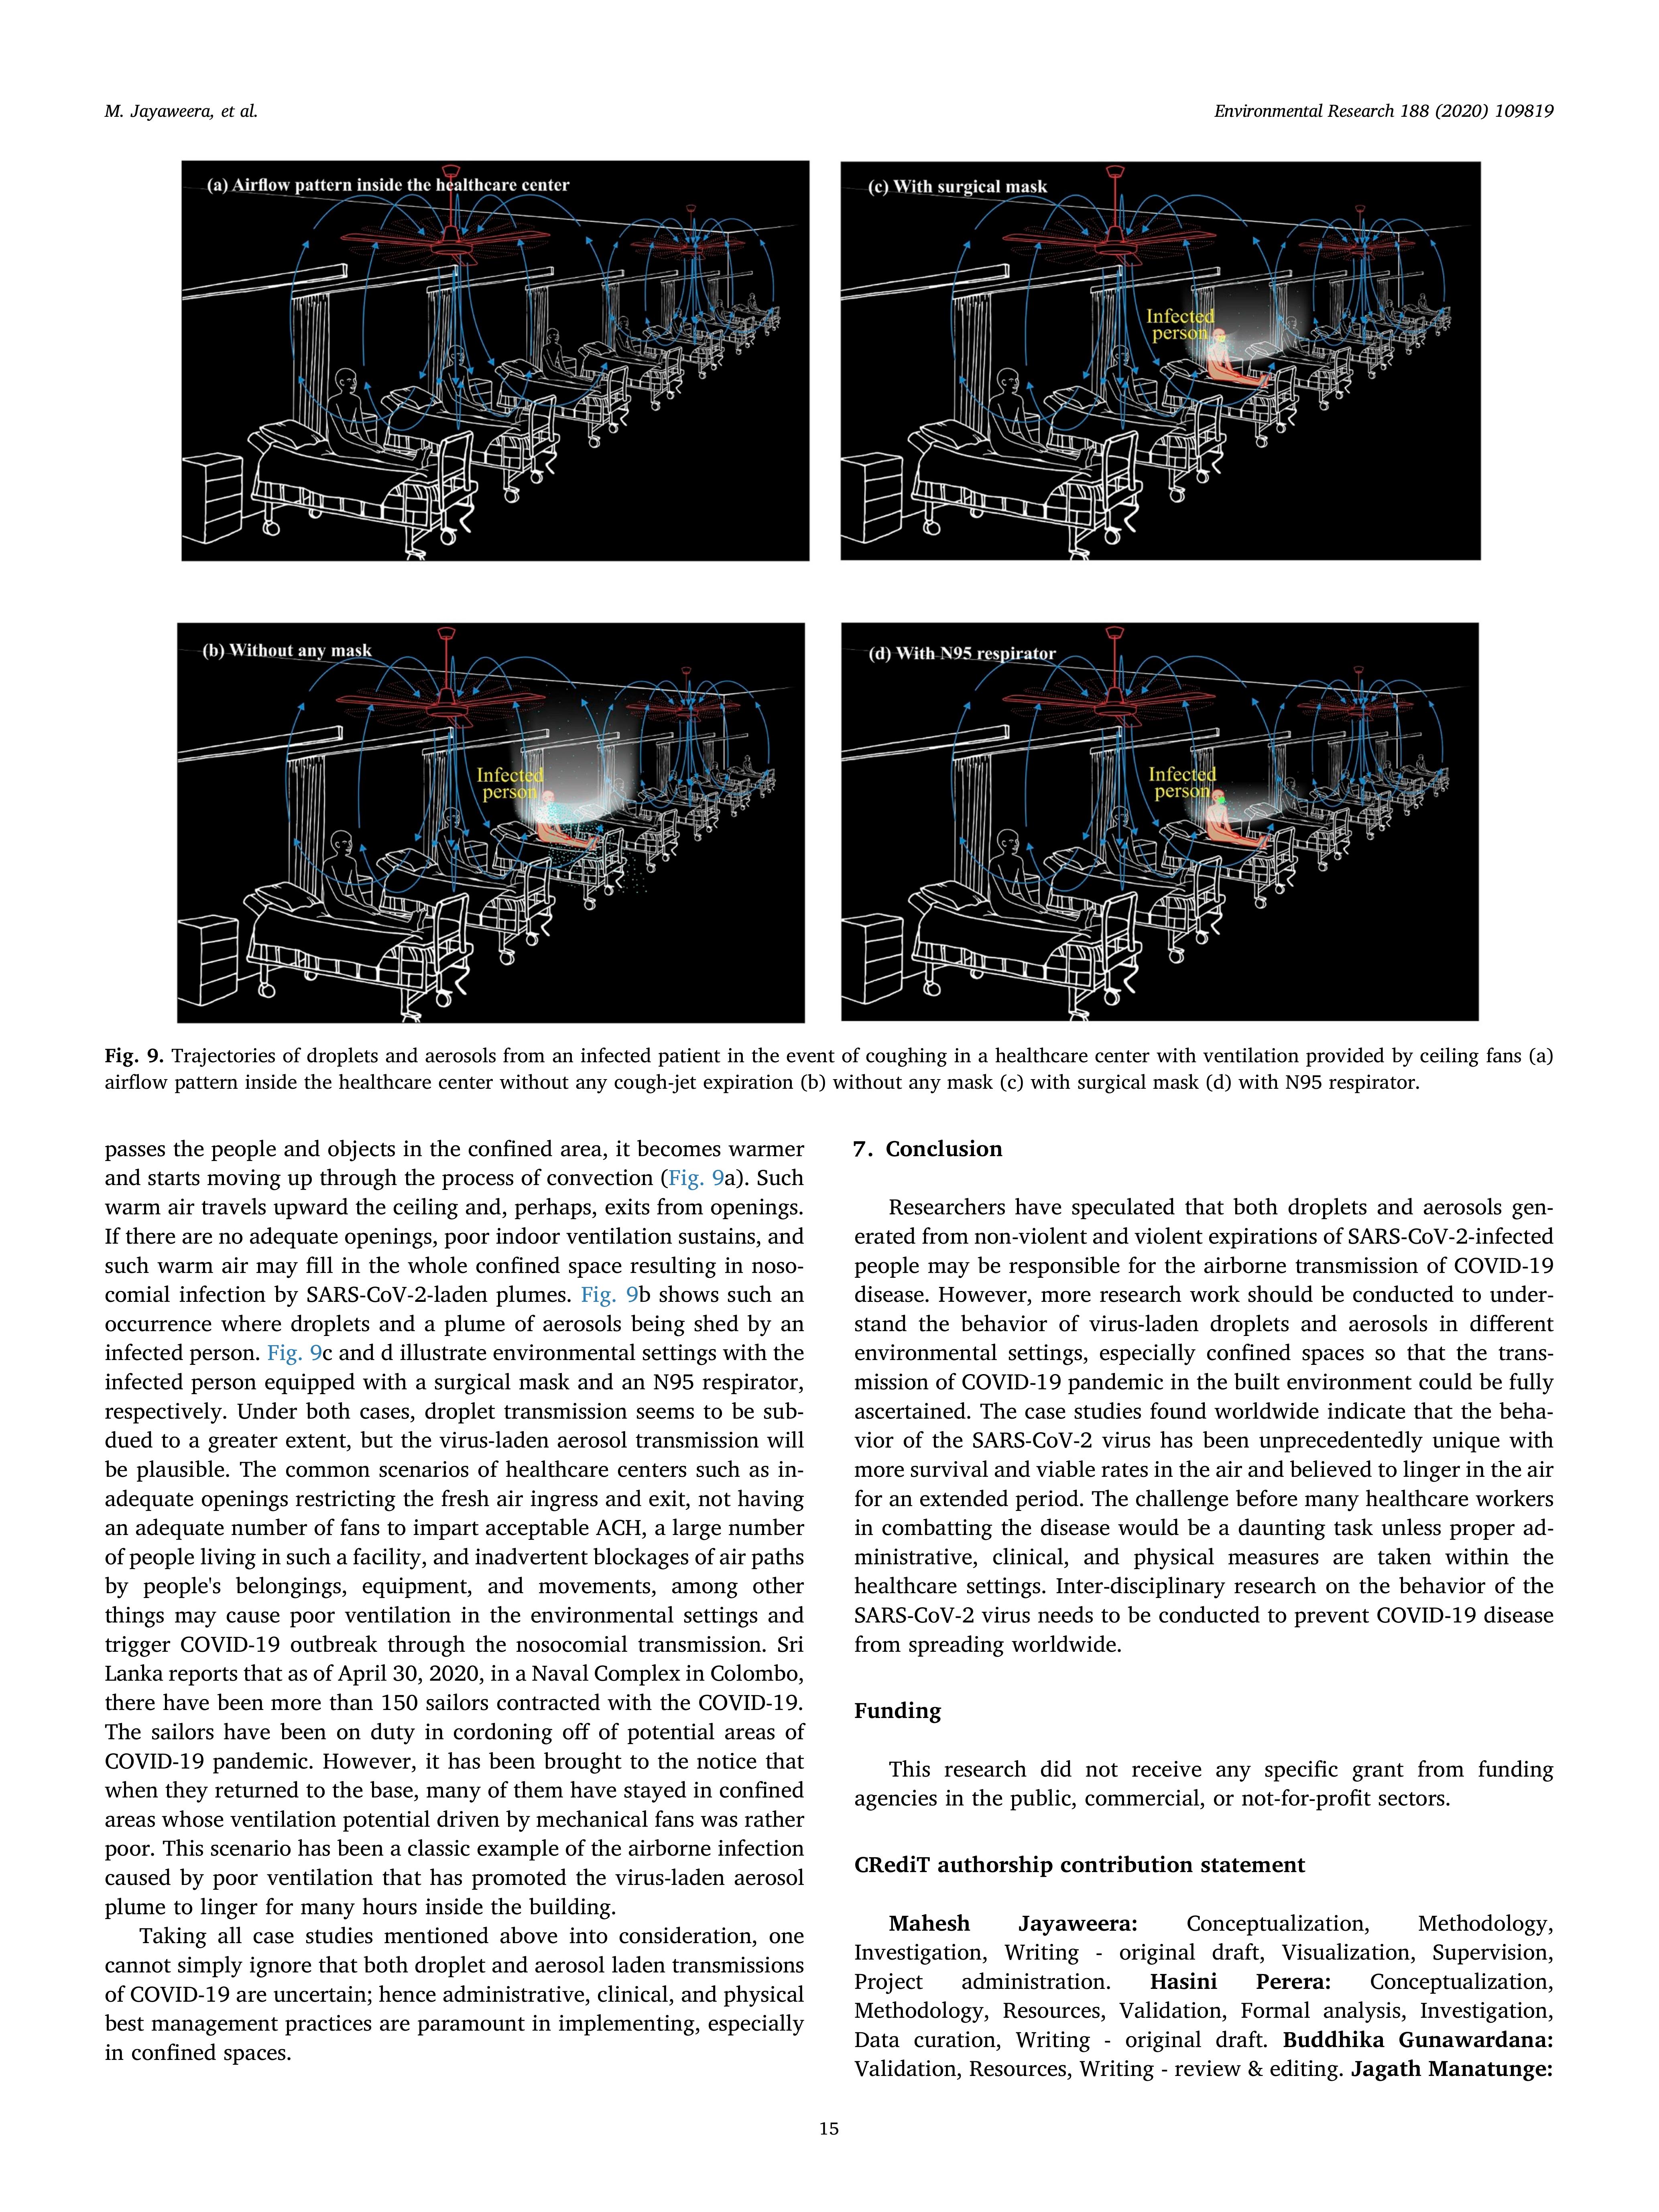 M. Jayaweera, et al.
Environmental Research 188 (2020) 109819
(a) Airflow pattern inside the healthcare center
(c) With surgical mask
Infected
person
(b) Without any mask
Infected
person
(d) With N95 respirator
Infected
person
Fig. 9. Trajectories of droplets and aerosols from an infected patient in the event of coughing in a healthcare center with ventilation provided by ceiling fans (a)
airflow pattern inside the healthcare center without any cough-jet expiration (b) without any mask (c) with surgical mask (d) with N95 respirator.
passes the people and objects in the confined area, it becomes warmer
and starts moving up through the process of convection (Fig. 9a). Such
warm air travels upward the ceiling and, perhaps, exits from openings.
If there are no adequate openings, poor indoor ventilation sustains, and
such warm air may fill in the whole confined space resulting in noso-
comial infection by SARS-CoV-2-laden plumes. Fig. 9b shows such an
occurrence where droplets and a plume of aerosols being shed by an
infected person. Fig. 9c and d illustrate environmental settings with the
infected person equipped with a surgical mask and an N95 respirator,
respectively. Under both cases, droplet transmission seems to be sub-
dued to a greater extent, but the virus-laden aerosol transmission will
be plausible. The common scenarios of healthcare centers such as in-
adequate openings restricting the fresh air ingress and exit, not having
an adequate number of fans to impart acceptable ACH, a large number
of people living in such a facility, and inadvertent blockages of air paths
by people's belongings, equipment, and movements, among other
things may cause poor ventilation in the environmental settings and
trigger COVID-19 outbreak through the nosocomial transmission. Sri
Lanka reports that as of April 30, 2020, in a Naval Complex in Colombo,
there have been more than 150 sailors contracted with the COVID-19.
The sailors have been on duty in cordoning off of potential areas of
COVID-19 pandemic. However, it has been brought to the notice that
when they returned to the base, many of them have stayed in confined
areas whose ventilation potential driven by mechanical fans was rather
poor. This scenario has been a classic example of the airborne infection
caused by poor ventilation that has promoted the virus-laden aerosol
plume to linger for many hours inside the building.
Taking all case studies mentioned above into consideration, one
cannot simply ignore that both droplet and aerosol laden transmissions
of COVID-19 are uncertain; hence administrative, clinical, and physical
best management practices are paramount in implementing, especially
in confined spaces.
7. Conclusion
Researchers have speculated that both droplets and aerosols gen-
erated from non-violent and violent expirations of SARS-CoV-2-infected
people may be responsible for the airborne transmission of COVID-19
disease. However, more research work should be conducted to under-
stand the behavior of virus-laden droplets and aerosols in different
environmental settings, especially confined spaces so that the trans-
mission of COVID-19 pandemic in the built environment could be fully
ascertained. The case studies found worldwide indicate that the beha-
vior of the SARS-CoV-2 virus has been unprecedentedly unique with
more survival and viable rates in the air and believed to linger in the air
for an extended period. The challenge before many healthcare workers
in combatting the disease would be a daunting task unless proper ad-
ministrative, clinical, and physical measures are taken within the
healthcare settings. Inter-disciplinary research on the behavior of the
SARS-CoV-2 virus needs to be conducted to prevent COVID-19 disease
from spreading worldwide.
Funding
This research did not receive any specific grant from funding
agencies in the public, commercial, or not-for-profit sectors.
CRediT authorship contribution statement
Mahesh Jayaweera: Conceptualization, Methodology,
Investigation, Writing - original draft, Visualization, Supervision,
Project administration. Hasini Perera: Conceptualization,
Methodology, Resources, Validation, Formal analysis, Investigation,
Data curation, Writing - original draft. Buddhika Gunawardana:
Validation, Resources, Writing - review & editing. Jagath Manatunge:
15